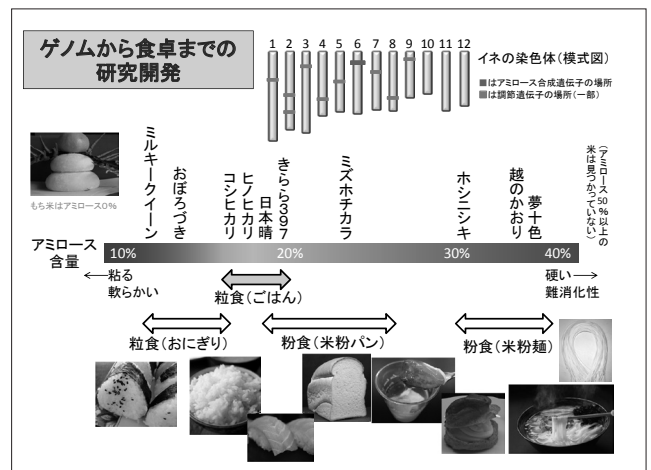 ゲノムから食卓までの
研究開発
1 2 3 4 5 6 7 8 9 10 11 12
イネの染色体(模式図)
■はアミロース合成遺伝子の場所
■は調節遺伝子の場所(一部)
もち米はアミロース0%
ミルキークイーン
おぼろづき
コシヒカリ
ヒノヒカリ
日本晴
きらら397
ミズホチカラ
ホシニシキ
越のかおり
夢十色
(アミロース50%以上の
米は見つかっていない)
アミロース
含量
10% 20% 30% 40%
粘る
軟らかい
硬い
難消化性
粒食(ごはん)
粒食(おにぎり)
粉食(米粉パン)
粉食(米粉麺)